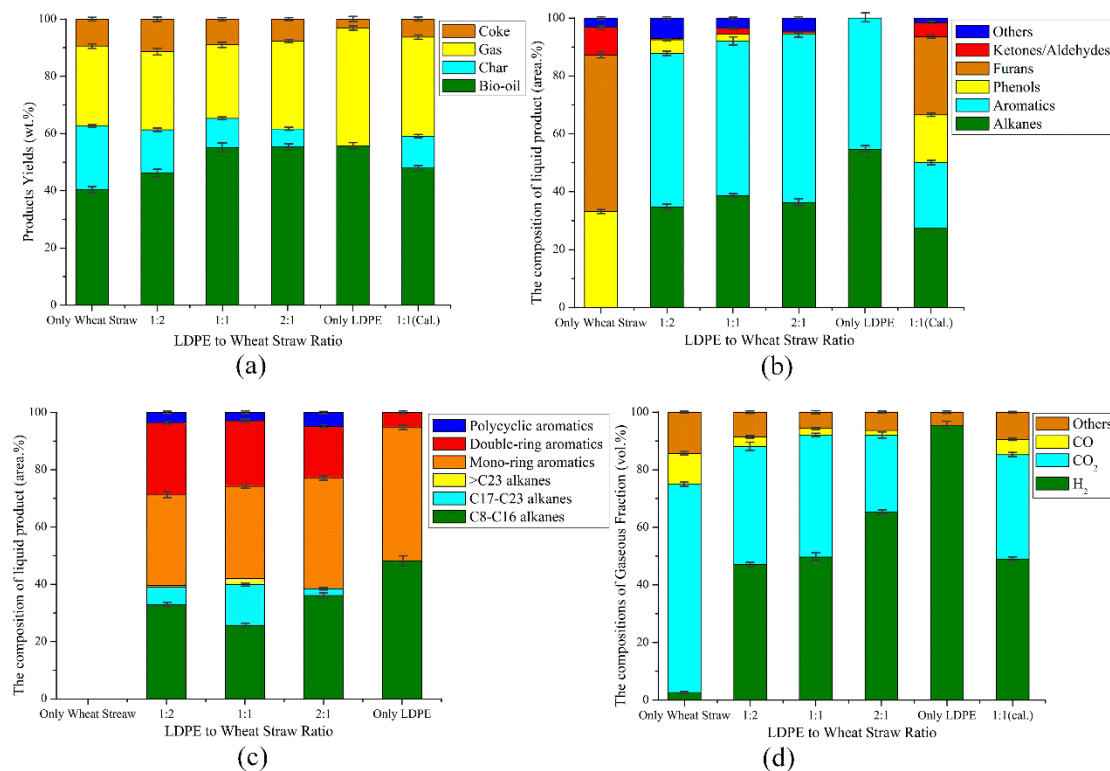 100
80
60
40
20
0
Products Yields (wt.%)
Coke
Gas
Char
Bio-oil
Only Wheat Straw 1:2 1:1 2:1 Only LDPE 1:1(Cal.)
LDPE to Wheat Straw Ratio
(a)
100
80
60
40
20
0
The composition of liquid product (area.%)
Others
Ketones/Aldehydes
Furans
Phenols
Aromatics
Alkanes
Only Wheat Straw 1:2 1:1 2:1 Only LDPE 1:1(Cal.)
LDPE to Wheat Straw Ratio
(b)
100
80
60
40
20
0
The composition of liquid product (area.%)
Polycyclic aromatics
Double-ring aromatics
Mono-ring aromatics
>C23 alkanes
C17-C23 alkanes
C8-C16 alkanes
Only Wheat Streaw 1:2 1:1 2:1 Only LDPE
LDPE to Wheat Straw Ratio
(c)
100
80
60
40
20
0
The compositions of Gaseous Fraction (vol.%)
Others
CO
CO₂
H₂
Only Wheat Straw 1:2 1:1 2:1 Only LDPE 1:1(cal.)
LDPE to Wheat Straw Ratio
(d)